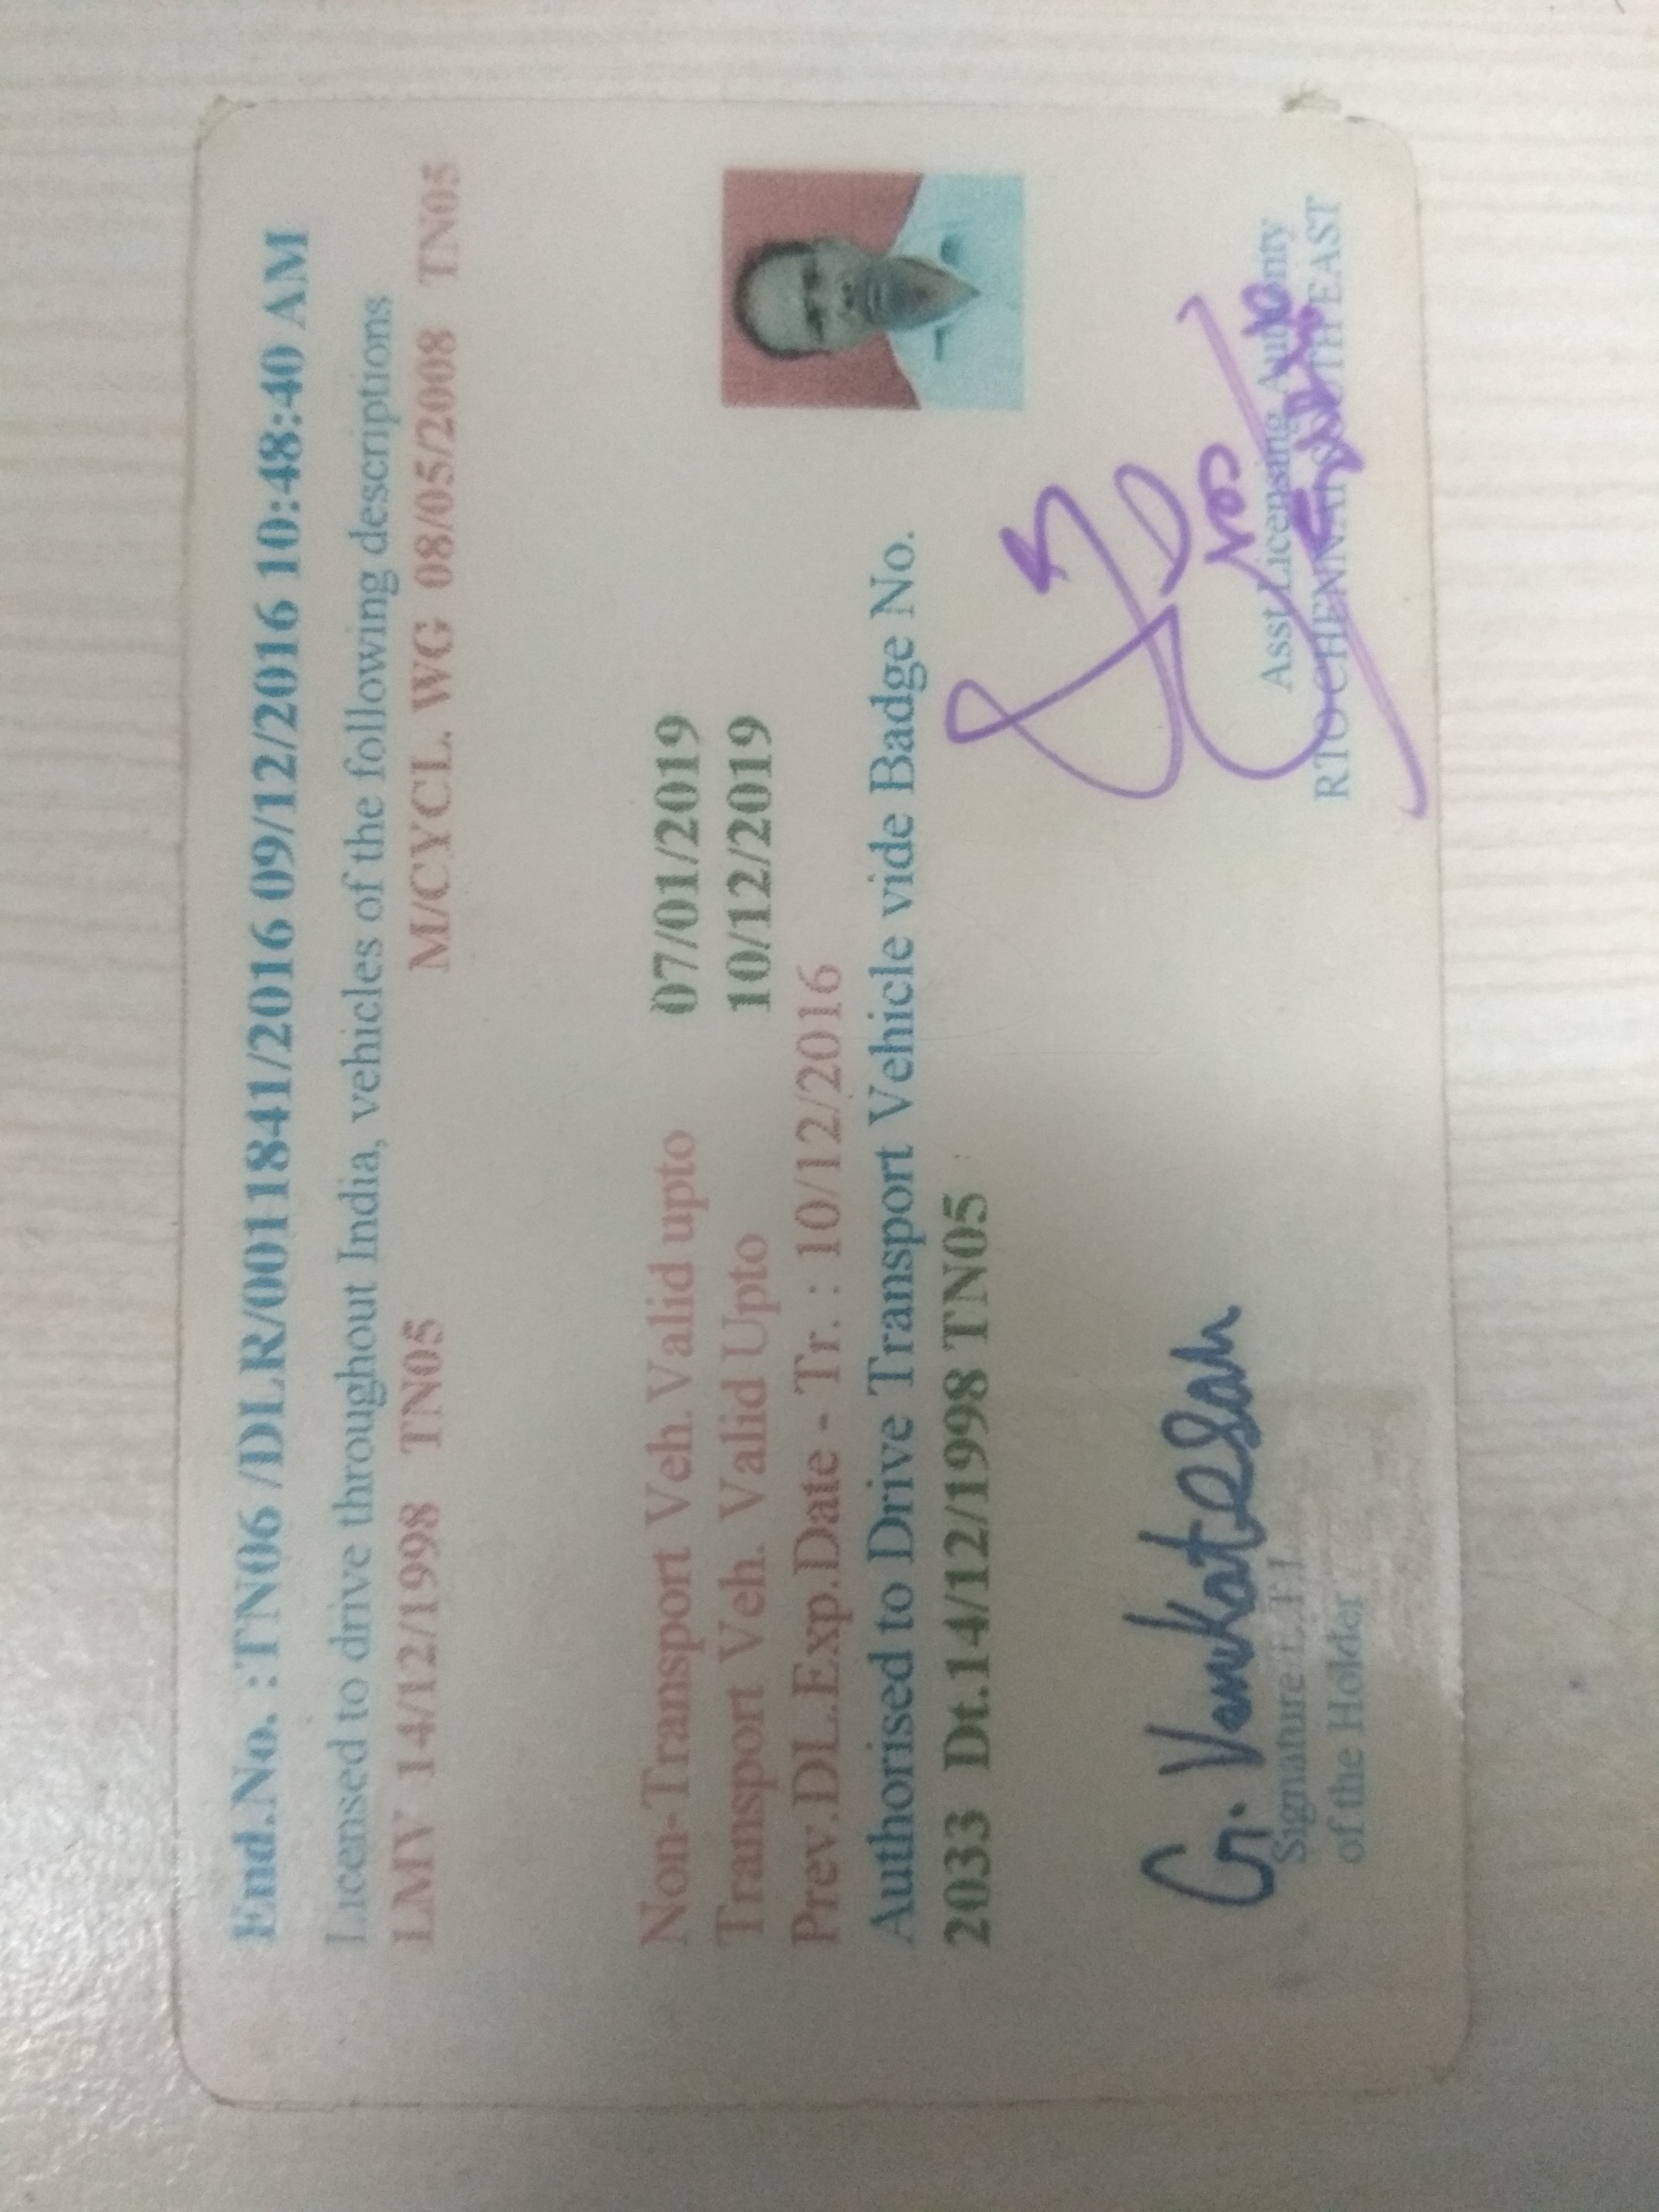 End.No. : TN06 /DLR/0011841/2016 09/12/2016 10:48:40 AM
Licensed to drive throughout India, vehicles of the following descriptions
LMV 14/12/1998 TN05 M/CYCL. WG 08/05/2008 TN05
Non-Transport Veh. Valid upto 07/01/2019
Transport Veh. Valid Upto 10/12/2019
Prev.DL.Exp.Date - Tr. : 10/12/2016
Authorised to Drive Transport Vehicle vide Badge No.
2033 Dt.14/12/1998 TN05
G. Venkatesan
Signature/L.T.I
of the Holder
Asst Licensing Authority
RTO CHENNAI SOUTH EAST